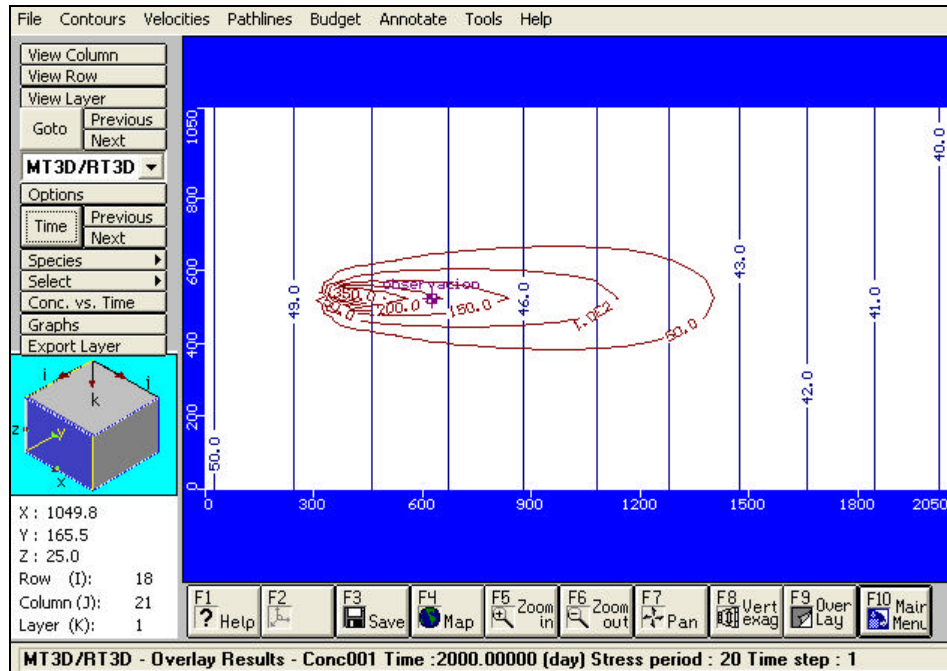 File Contours Velocities Pathlines Budget Annotate Tools Help
View Column
View Row
View Layer
Goto
Previous
Next
MT3D/RT3D
Options
Time
Previous
Next
Species
Select
Conc. vs. Time
Graphs
Export Layer
i
j
k
z
y
x
X : 1049.8
Y : 165.5
Z : 25.0
Row (I): 18
Column (J): 21
Layer (K): 1
1050
800
600
400
200
0
0 300 600 900 1200 1500 1800 2050
50.0
49.0
46.0
43.0
42.0
41.0
40.0
observation
350.0
200.0
150.0
1.0E2
50.0
F1 ? Help
F2
F3 Save
F4 Map
F5 Zoom in
F6 Zoom out
F7 Pan
F8 Vert exag
F9 Over Lay
F10 Main Menu
MT3D/RT3D - Overlay Results - Conc001 Time :2000.00000 (day) Stress period : 20 Time step : 1